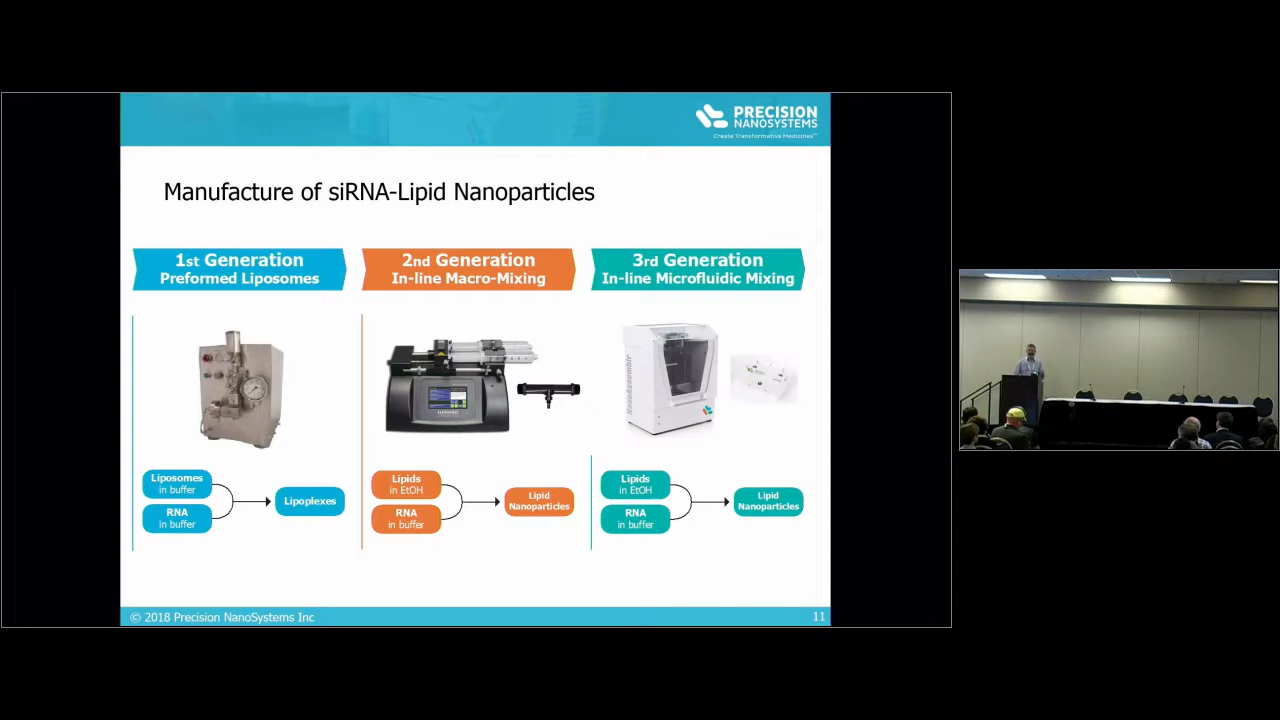 PRECISION
NANOSYSTEMS
Create Transformative Medicines™
Manufacture of siRNA-Lipid Nanoparticles
1st Generation
Preformed Liposomes
2nd Generation
In-line Macro-Mixing
3rd Generation
In-line Microfluidic Mixing
HARVARD
NanoAssemblr
Liposomes
in buffer
RNA
in buffer
Lipoplexes
Lipids
in EtOH
RNA
in buffer
Lipid
Nanoparticles
Lipids
in EtOH
RNA
in buffer
Lipid
Nanoparticles
© 2018 Precision NanoSystems Inc
11